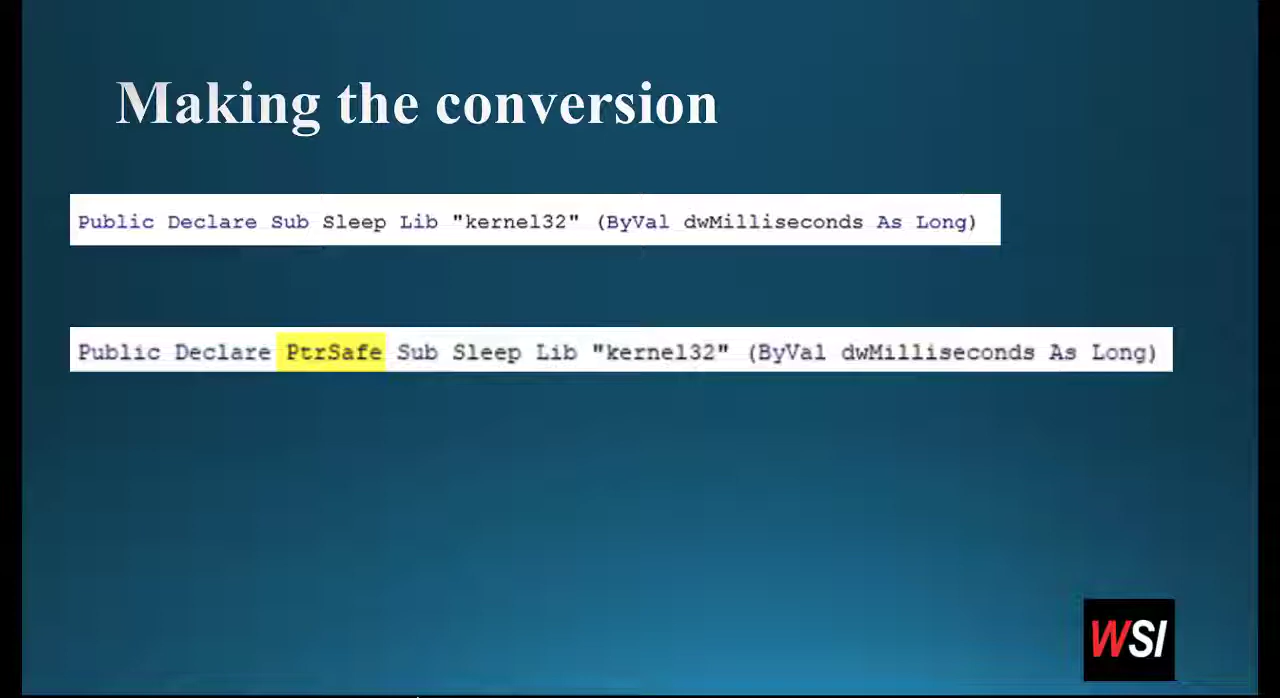 Making the conversion
Public Declare Sub Sleep Lib "kernel32" (ByVal dwMilliseconds As Long)
Public Declare PtrSafe Sub Sleep Lib "kernel32" (ByVal dwMilliseconds As Long)
WSI